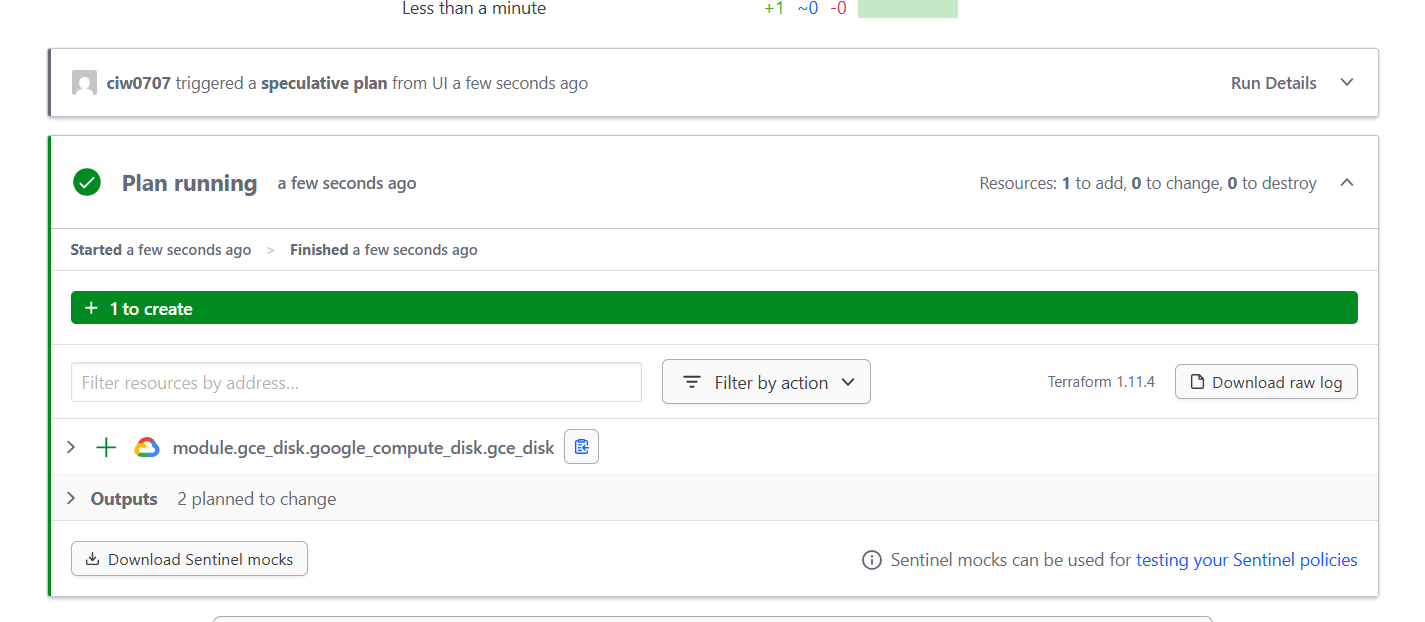 Less than a minute +1 ~0 -0
ciw0707 triggered a speculative plan from UI a few seconds ago Run Details
Plan running a few seconds ago Resources: 1 to add, 0 to change, 0 to destroy
Started a few seconds ago > Finished a few seconds ago
+ 1 to create
Filter resources by address... Filter by action Terraform 1.11.4 Download raw log
module.gce_disk.google_compute_disk.gce_disk
Outputs 2 planned to change
Download Sentinel mocks Sentinel mocks can be used for testing your Sentinel policies